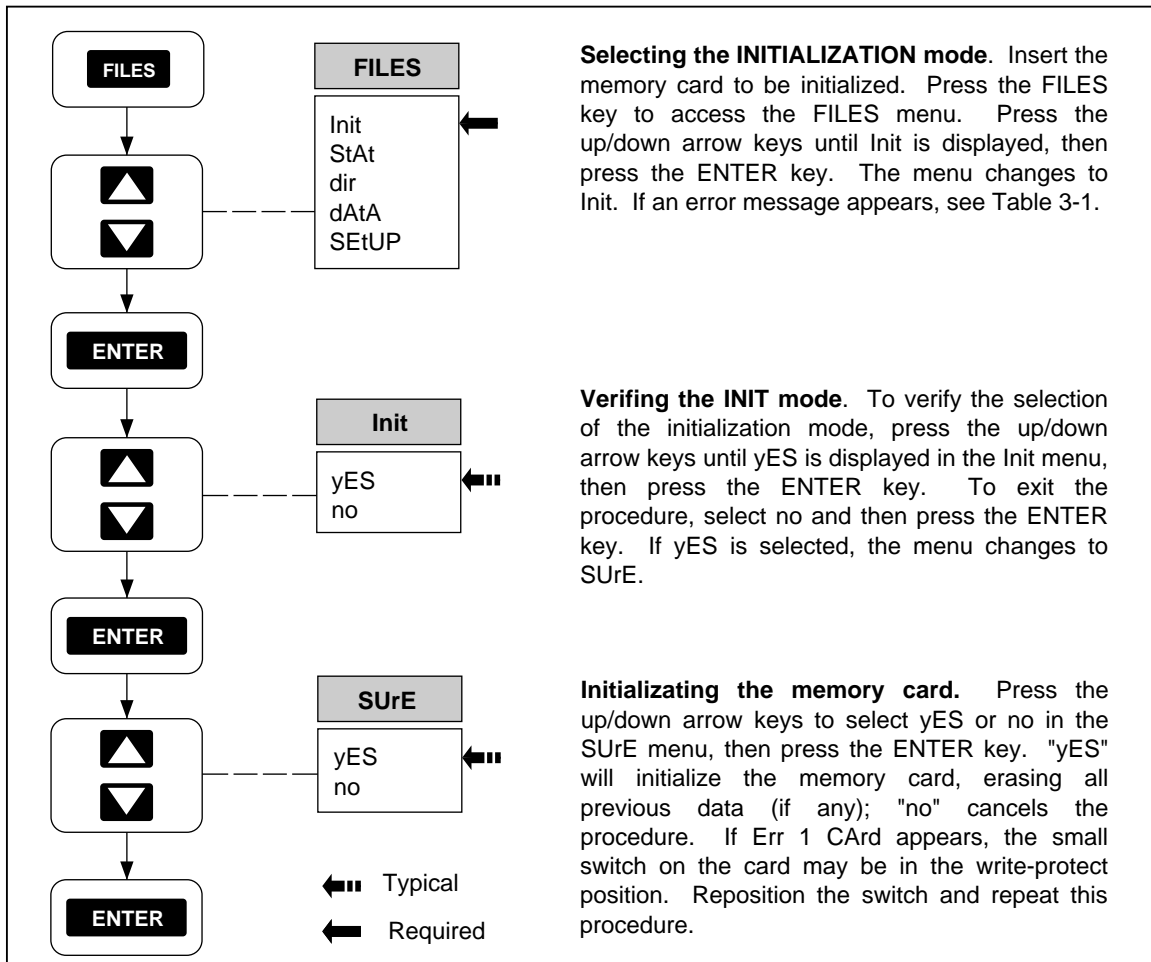 FILES
FILES
Init
StAt
dir
dAtA
SEtUP
Selecting the INITIALIZATION mode. Insert the
memory card to be initialized. Press the FILES
key to access the FILES menu. Press the
up/down arrow keys until Init is displayed, then
press the ENTER key. The menu changes to
Init. If an error message appears, see Table 3-1.
ENTER
Init
yES
no
Verifing the INIT mode. To verify the selection
of the initialization mode, press the up/down
arrow keys until yES is displayed in the Init menu,
then press the ENTER key. To exit the
procedure, select no and then press the ENTER
key. If yES is selected, the menu changes to
SUrE.
ENTER
SUrE
yES
no
Initializating the memory card. Press the
up/down arrow keys to select yES or no in the
SUrE menu, then press the ENTER key. "yES"
will initialize the memory card, erasing all
previous data (if any); "no" cancels the
procedure. If Err 1 CArd appears, the small
switch on the card may be in the write-protect
position. Reposition the switch and repeat this
procedure.
Typical
Required
ENTER